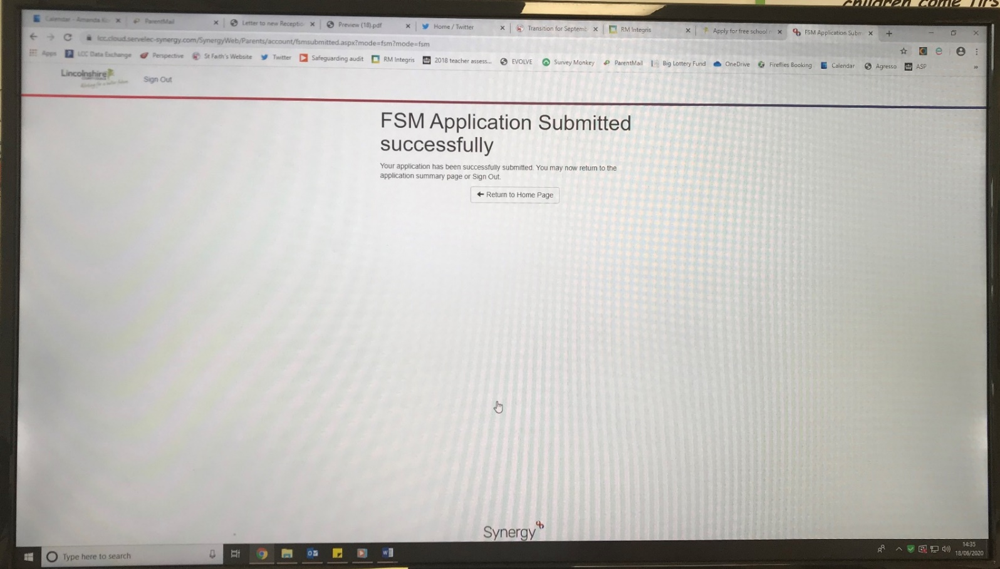 children come firs
Calendar - Amanda
ParentMail
Letter to new Receptio
Preview (18).pdf
Home / Twitter
Transition for Septemb
RM Integris
Apply for free school
FSM Application Subm
lcc.cloud.servelec-synergy.com/SynergyWeb/Parents/account/fsmsubmitted.aspx?mode=fsm?mode=fsm
Apps
LCC Data Exchange
Perspective
St Faith's Website
Twitter
Safeguarding audit
RM Integris
2018 teacher assess...
EVOLVE
Survey Monkey
ParentMail
Big Lottery Fund
OneDrive
Fireflies Booking
Calendar
Agresso
ASP
»
Lincolnshire
Working for a better future
Sign Out
FSM Application Submitted
successfully
Your application has been successfully submitted. You may now return to the
application summary page or Sign Out.
Return to Home Page
Synergy
Type here to search
14:35
18/06/2020